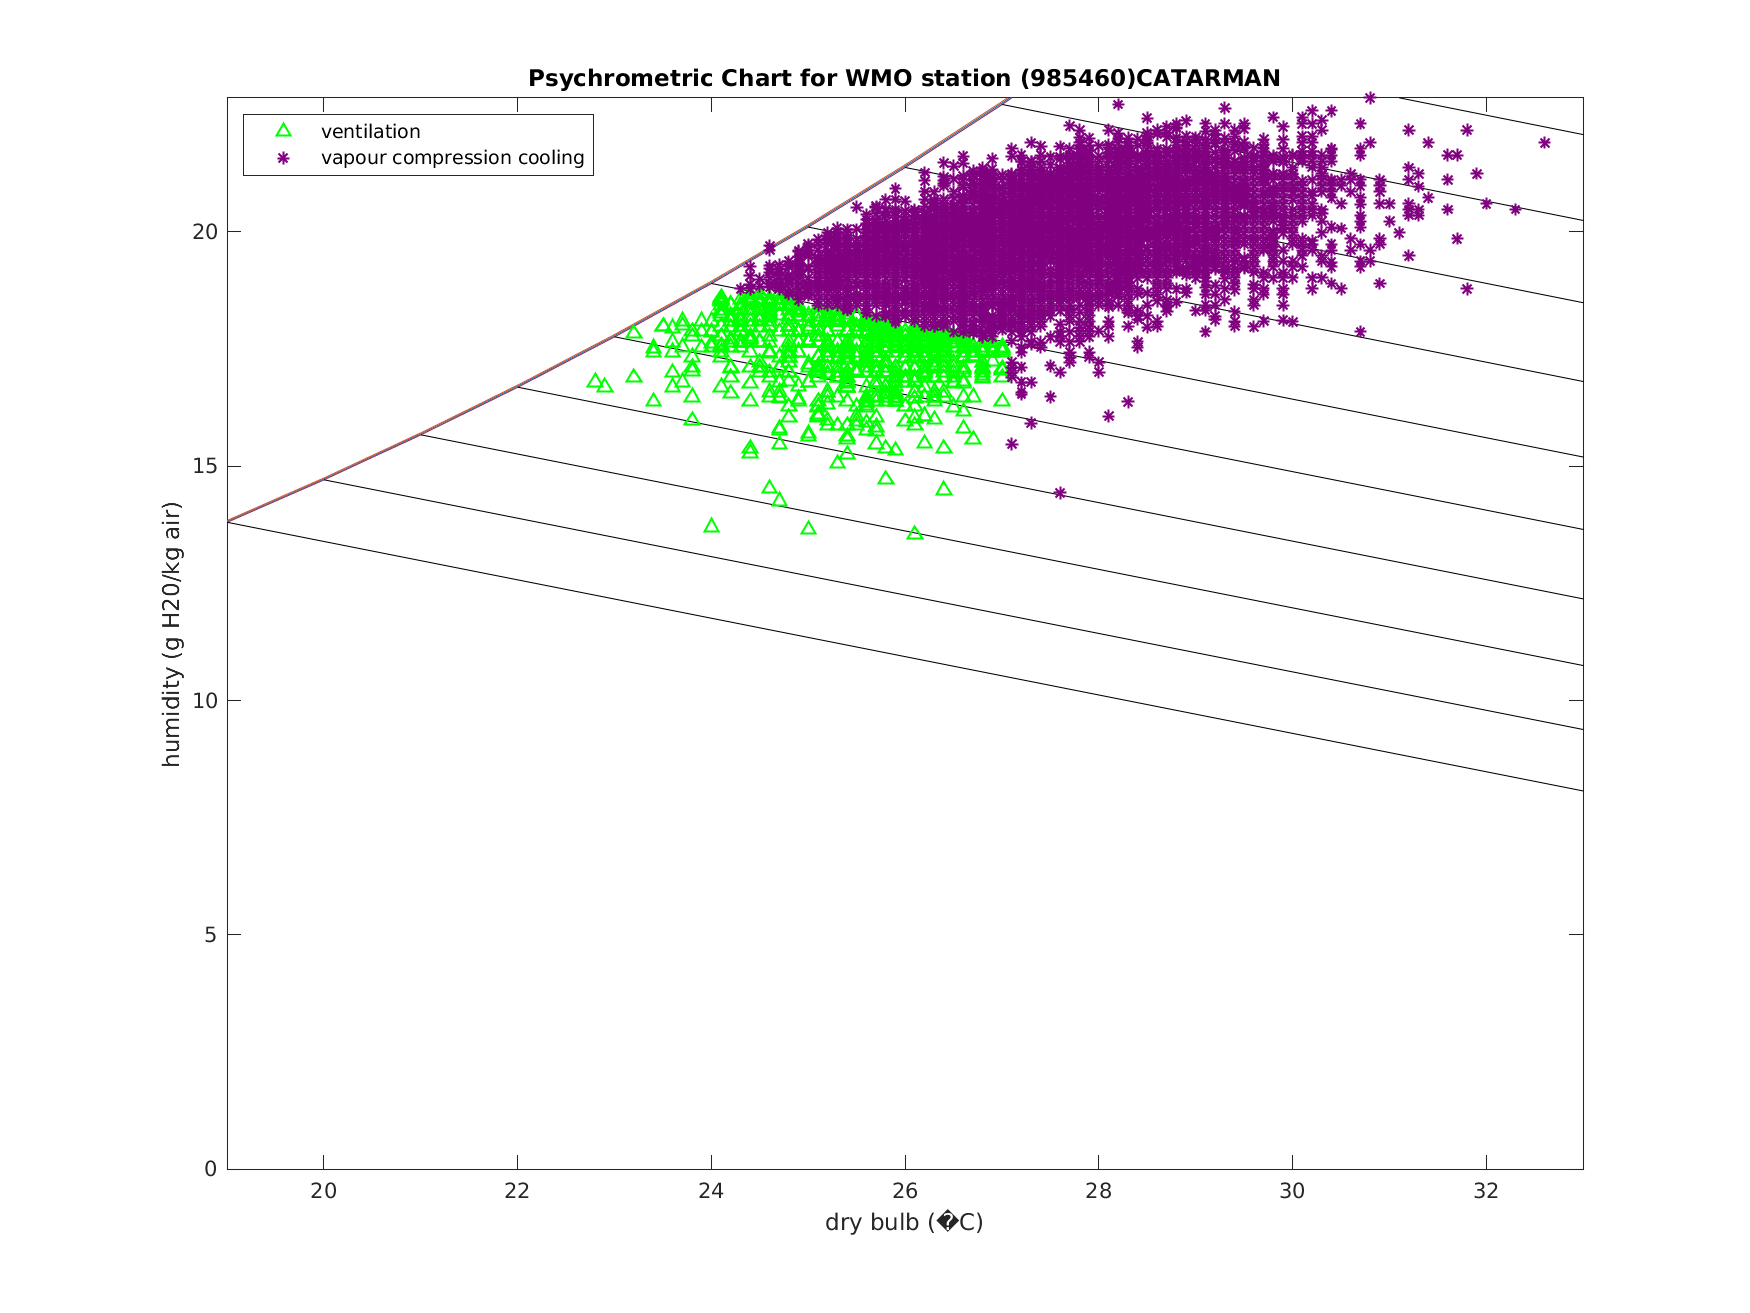 Psychrometric Chart for WMO station (985460)CATARMAN
ventilation
vapour compression cooling
humidity (g H20/kg air)
20
15
10
5
0
20 22 24 26 28 30 32
dry bulb (�C)